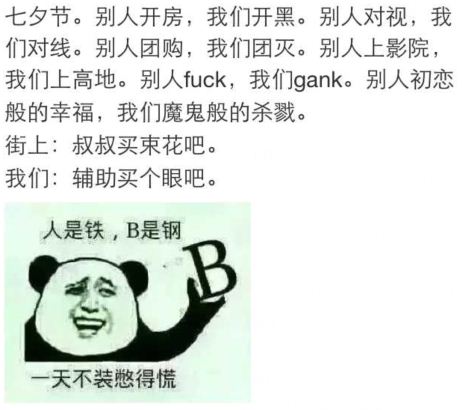 七夕节。别人开房，我们开黑。别人对视，我
们对线。别人团购，我们团灭。别人上影院，
我们上高地。别人fuck，我们gank。别人初恋
般的幸福，我们魔鬼般的杀戮。
街上：叔叔买束花吧。
我们：辅助买个眼吧。
人是铁，B是钢
B
一天不装憋得慌